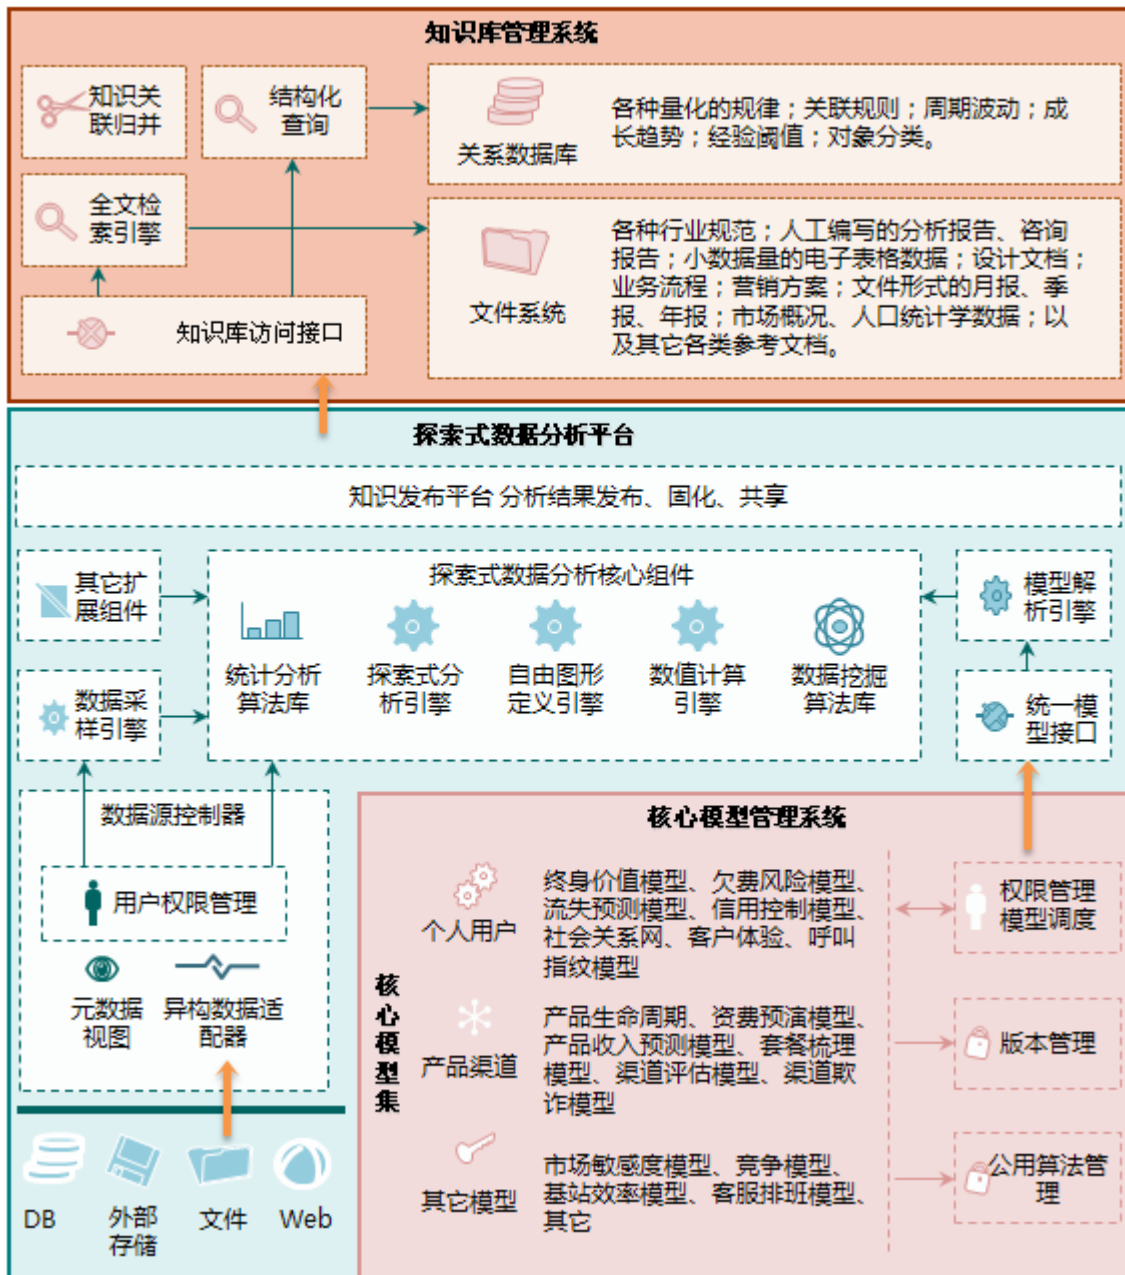 知识库管理系统
知识关
联归并
结构化
查询
关系数据库
各种量化的规律；关联规则；周期波动；成
长趋势；经验阈值；对象分类。
全文检
索引擎
文件系统
各种行业规范；人工编写的分析报告、咨询
报告；小数据量的电子表格数据；设计文档；
业务流程；营销方案；文件形式的月报、季
报、年报；市场概况、人口统计学数据；以
及其它各类参考文档。
知识库访问接口
探索式数据分析平台
知识发布平台 分析结果发布、固化、共享
其它扩
展组件
探索式数据分析核心组件
模型解
析引擎
统计分析
算法库
探索式分
析引擎
自由图形
定义引擎
数值计算
引擎
数据挖掘
算法库
数据采
样引擎
统一模
型接口
数据源控制器
用户权限管理
元数据
视图
异构数据适
配器
DB
外部
存储
文件
Web
核心模型管理系统
核
心
模
型
集
个人用户
终身价值模型、欠费风险模型、
流失预测模型、信用控制模型、
社会关系网、客户体验、呼叫
指纹模型
权限管理
模型调度
产品渠道
产品生命周期、资费预演模型、
产品收入预测模型、套餐梳理
模型、渠道评估模型、渠道欺
诈模型
版本管理
其它模型
市场敏感度模型、竞争模型、
基站效率模型、客服排班模型、
其它
公用算法管
理